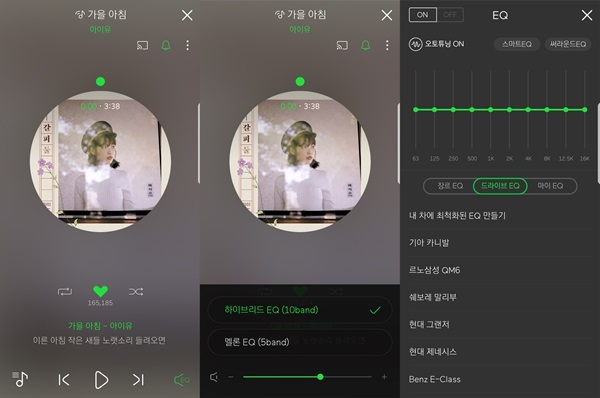 가을 아침
아이유
0:00 · 3:38
갈피
둘
165,185
가을 아침 - 아이유
이른 아침 작은 새들 노랫소리 들려오면
EQ
가을 아침
아이유
0:00 · 3:38
갈피
둘
하이브리드 EQ (10band)
멜론 EQ (5band)
ON OFF
EQ
오토튜닝 ON
스마트EQ
써라운드EQ
63 125 250 500 1K 2K 4K 8K 12.5K 16K
장르 EQ
드라이브 EQ
마이 EQ
내 차에 최적화된 EQ 만들기
기아 카니발
르노삼성 QM6
쉐보레 말리부
현대 그랜저
현대 제네시스
Benz E-Class